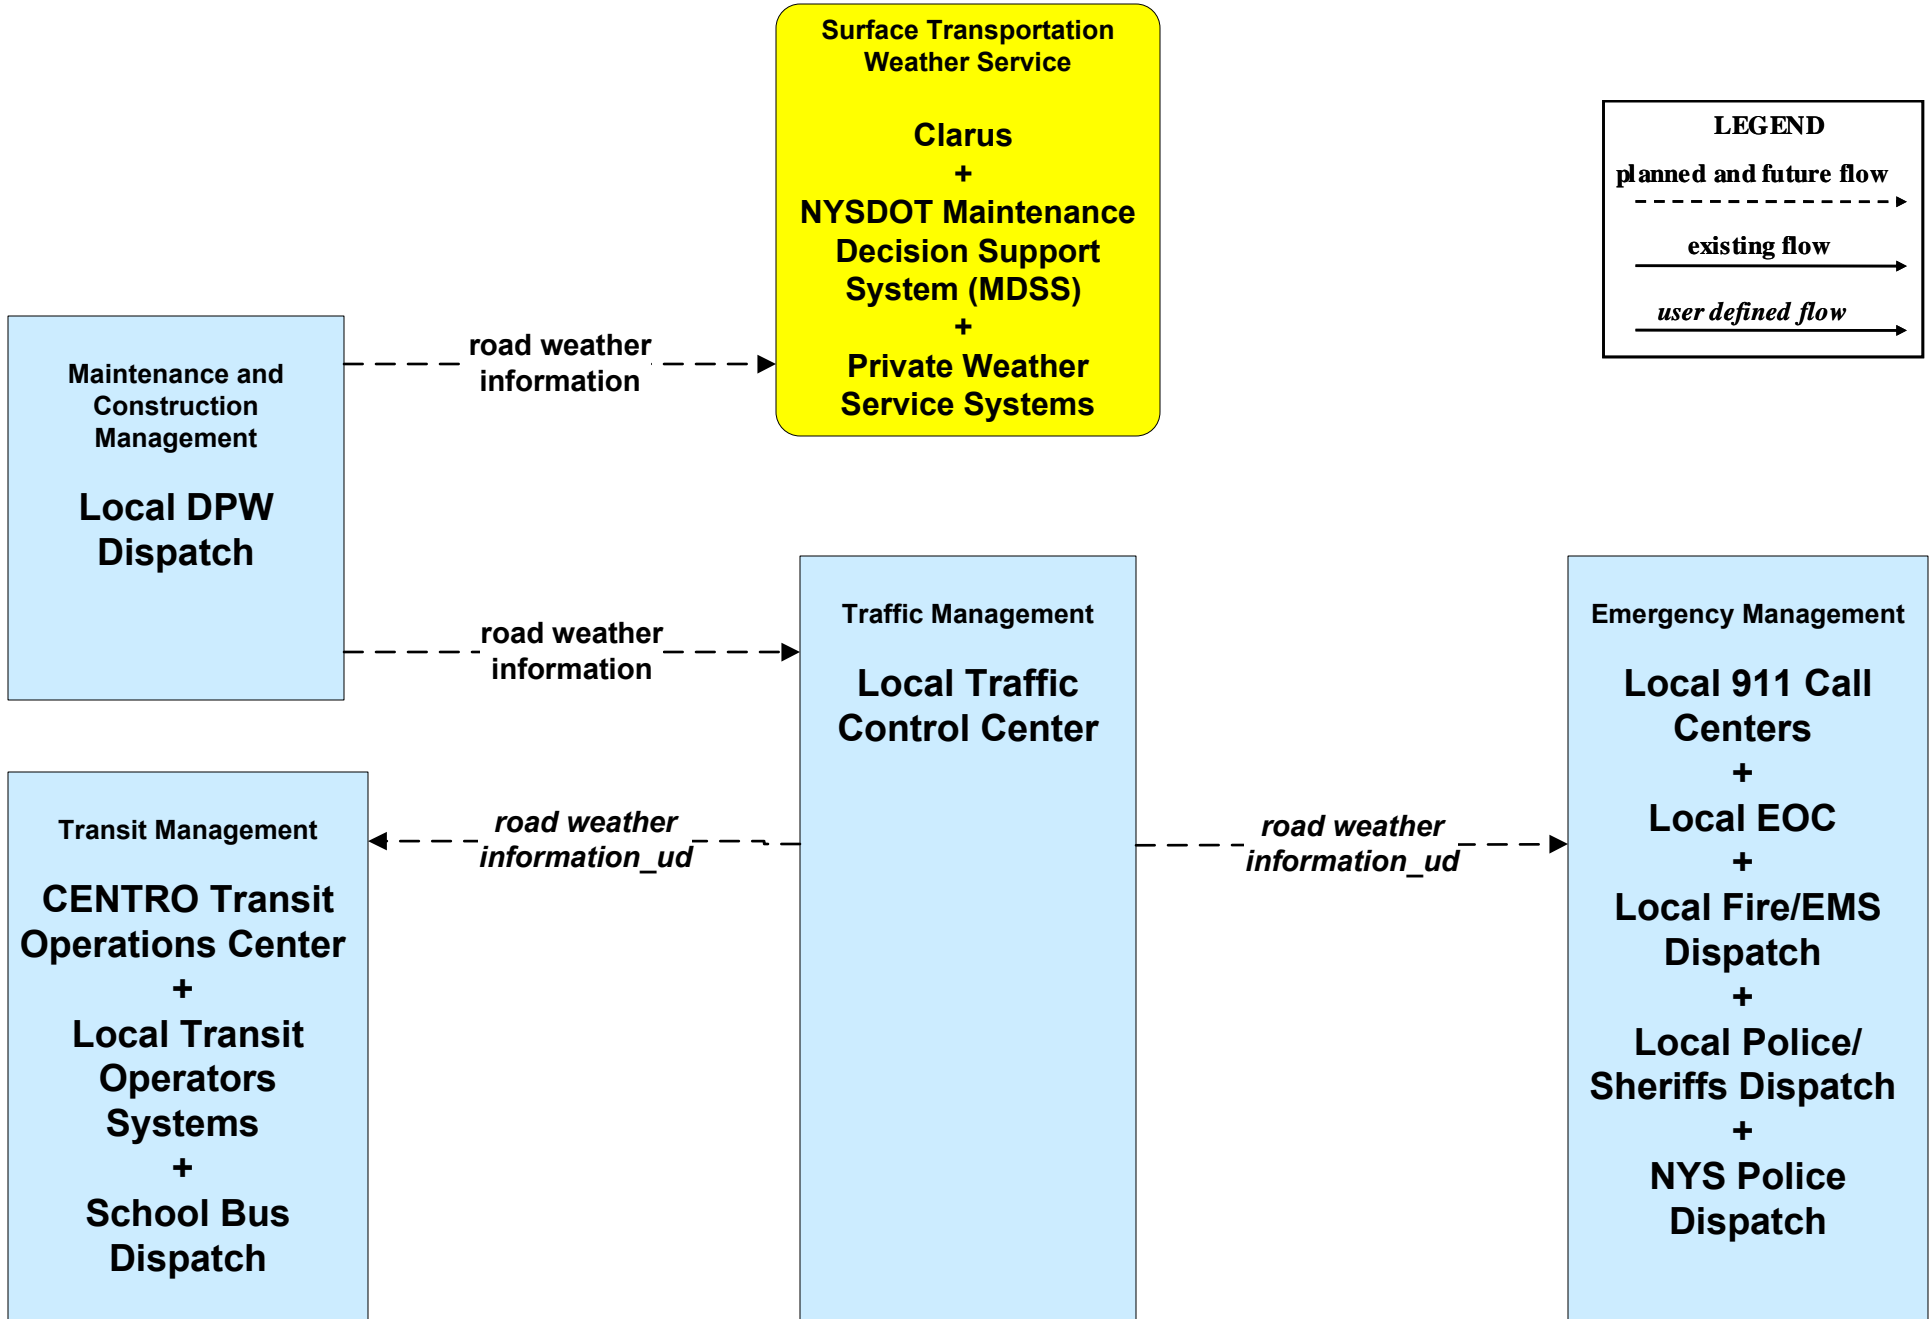 Surface Transportation
Weather Service
Clarus
+
NYSDOT Maintenance
Decision Support
System (MDSS)
+
Private Weather
Service Systems
LEGEND
planned and future flow
existing flow
user defined flow
Maintenance and
Construction
Management
Local DPW
Dispatch
road weather
information
road weather
information
Traffic Management
Local Traffic
Control Center
Emergency Management
Local 911 Call
Centers
+
Local EOC
+
Local Fire/EMS
Dispatch
+
Local Police/
Sheriffs Dispatch
+
NYS Police
Dispatch
Transit Management
CENTRO Transit
Operations Center
+
Local Transit
Operators
Systems
+
School Bus
Dispatch
road weather
information_ud
road weather
information_ud